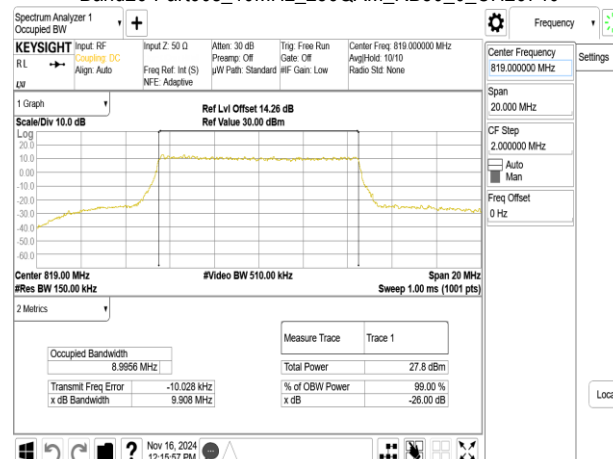 Spectrum Analyzer 1
Occupied BW
Frequency
Settings
KEYSIGHT
RL
LXI
Input: RF
Coupling: DC
Align: Auto
Input Z: 50 Ω
Freq Ref: Int (S)
NFE: Adaptive
Atten: 30 dB
Preamp: Off
µW Path: Standard
Trig: Free Run
Gate: Off
#IF Gain: Low
Center Freq: 819.000000 MHz
Avg|Hold: 10/10
Radio Std: None
Center Frequency
819.000000 MHz
Span
20.000 MHz
CF Step
2.000000 MHz
Auto
Man
Freq Offset
0 Hz
1 Graph
Scale/Div 10.0 dB
Ref Lvl Offset 14.26 dB
Ref Value 30.00 dBm
Log
20.0
10.0
0.00
-10.0
-20.0
-30.0
-40.0
-50.0
-60.0
Center 819.00 MHz
#Res BW 150.00 kHz
#Video BW 510.00 kHz
Span 20 MHz
Sweep 1.00 ms (1001 pts)
2 Metrics
Measure Trace
Trace 1
Occupied Bandwidth
8.9956 MHz
Total Power
27.8 dBm
Transmit Freq Error
-10.028 kHz
% of OBW Power
99.00 %
x dB Bandwidth
9.908 MHz
x dB
-26.00 dB
Nov 16, 2024
12:15:57 PM